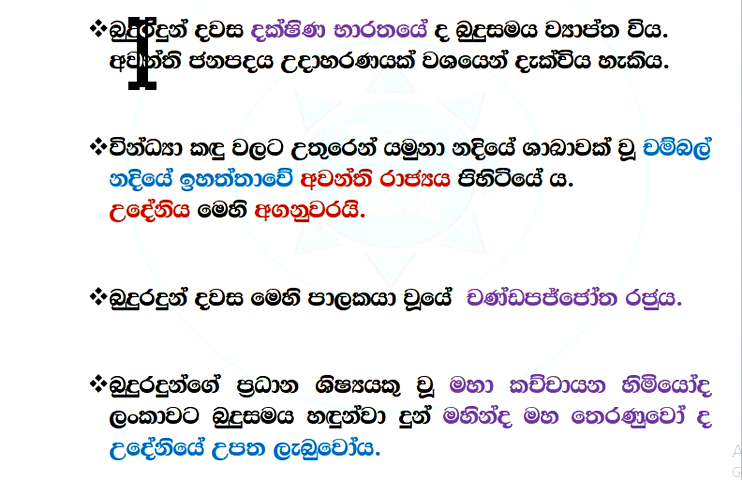 ❖බුදුරදුන් දවස දක්ෂිණ භාරතයේ ද බුදුසමය ව්‍යාප්ත විය.
අවන්ති ජනපදය උදාහරණයක් වශයෙන් දැක්විය හැකිය.
❖වින්ධ්‍යා කඳු වලට උතුරෙන් යමුනා නදියේ ශාඛාවක් වූ චම්බල්
නදියේ ඉහත්තාවේ අවන්ති රාජ්‍යය පිහිටියේ ය.
උදේනිය මෙහි අගනුවරයි.
❖බුදුරදුන් දවස මෙහි පාලකයා වූයේ චණ්ඩපජ්ජෝත රජුය.
❖බුදුරදුන්ගේ ප්‍රධාන ශිෂ්‍යයකු වූ මහා කච්චායන හිමියෝද
ලංකාවට බුදුසමය හඳුන්වා දුන් මහින්ද මහ තෙරණුවෝ ද
උදේනියේ උපත ලැබුවෝය.